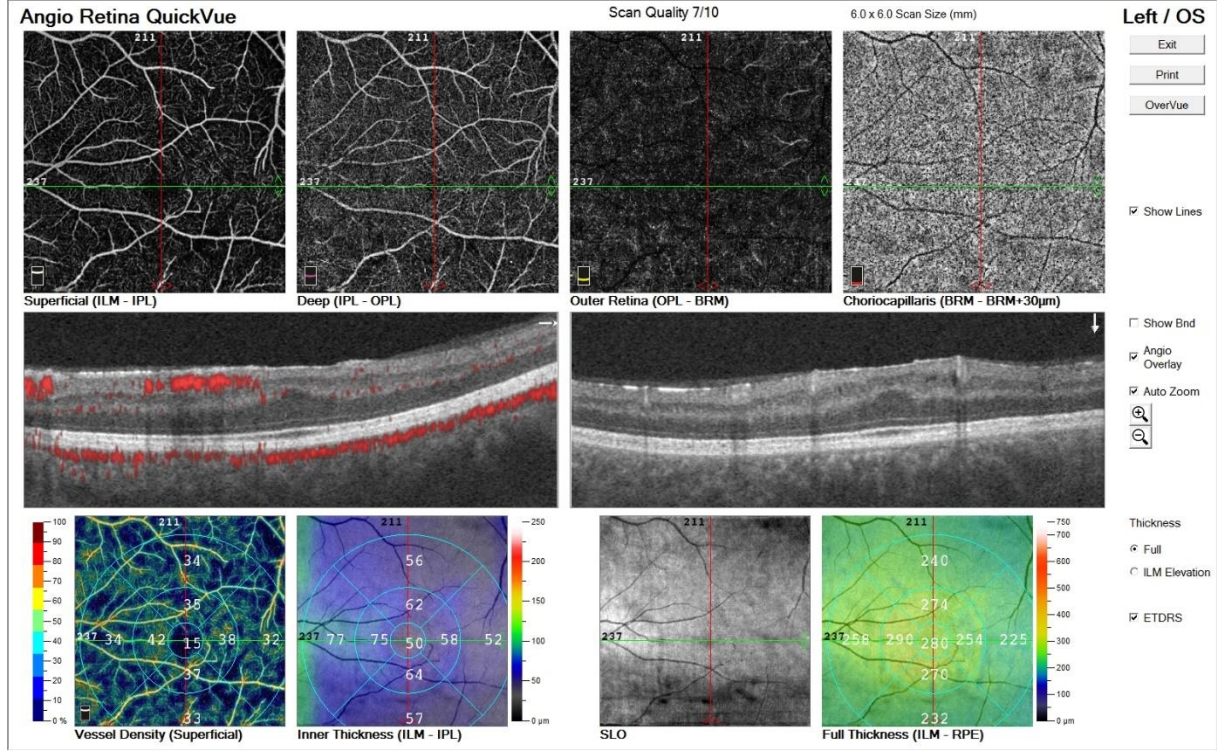 Angio Retina QuickVue
Scan Quality 7/10
6.0 x 6.0 Scan Size (mm)
Left / OS
Exit
Print
OverVue
Show Lines
211
211
211
211
237
237
237
237
Superficial (ILM - IPL)
Deep (IPL - OPL)
Outer Retina (OPL - BRM)
Choriocapillaris (BRM - BRM+30µm)
Show Bnd
Angio
Overlay
Auto Zoom
100
90
80
70
60
50
40
30
20
10
0 %
211
34
35
237 34 42 15 38 32
37
33
Vessel Density (Superficial)
211
56
62
237 77 75 50 58 52
64
57
Inner Thickness (ILM - IPL)
250
200
150
100
50
0 µm
211
237
SLO
211
240
274
237 258 290 280 254 225
270
232
Full Thickness (ILM - RPE)
750
700
600
500
400
300
200
100
0 µm
Thickness
Full
ILM Elevation
ETDRS